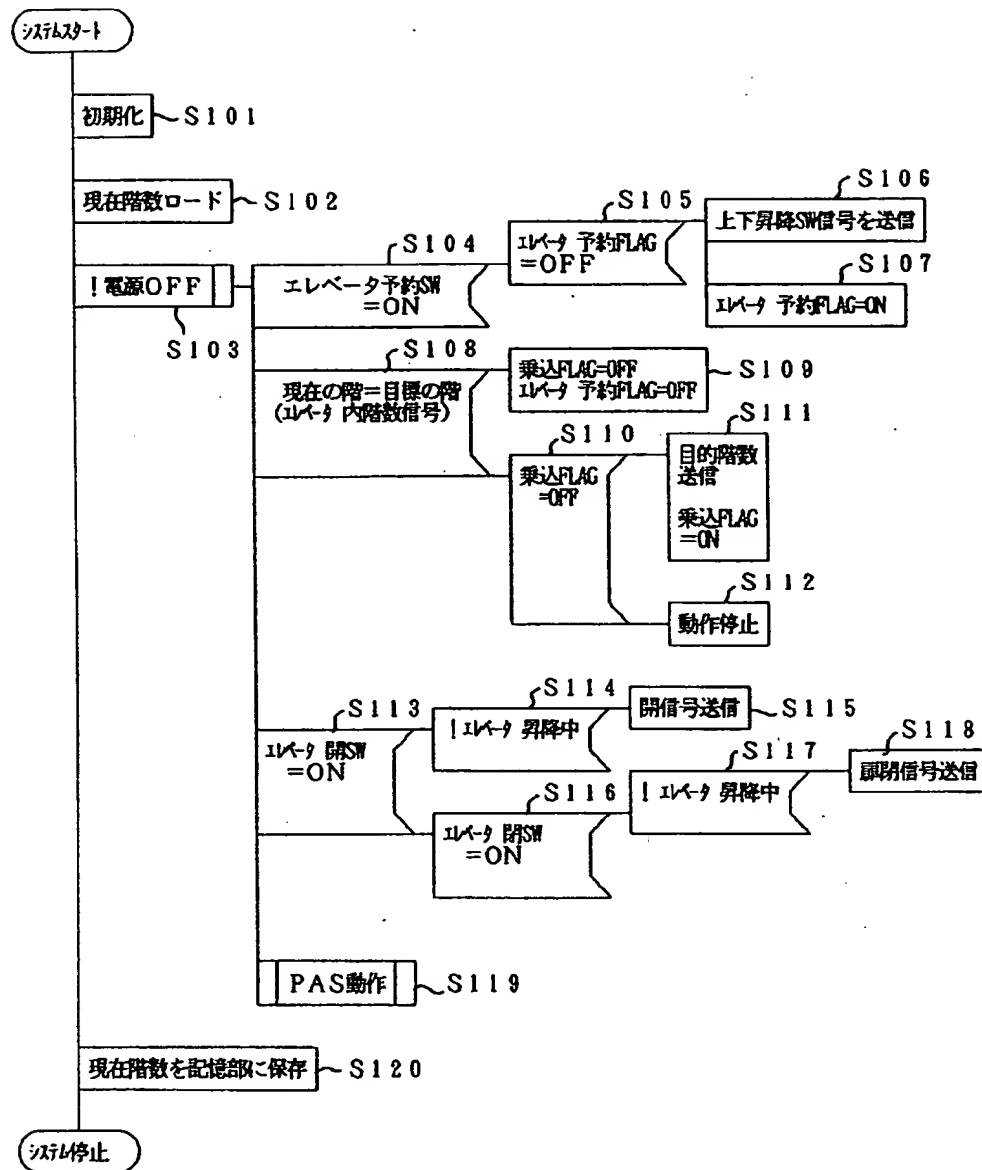 システムスタート
初期化 S101
現在階数ロード S102
!電源OFF
S103
S104
エレベータ予約SW
=ON
S105
エレベータ 予約FLAG
=OFF
S106
上下昇降SW信号を送信
S107
エレベータ 予約FLAG=ON
S108
現在の階=目標の階
(エレベータ 内階数信号)
乗込FLAG=OFF
エレベータ 予約FLAG=OFF
S109
S110
乗込FLAG
=OFF
S111
目的階数
送信
乗込FLAG
=ON
S112
動作停止
S113
エレベータ 開SW
=ON
S114
!エレベータ 昇降中
開信号送信 S115
S116
エレベータ 閉SW
=ON
S117
!エレベータ 昇降中
S118
扉閉信号送信
PAS動作 S119
現在階数を記憶部に保存 S120
システム停止